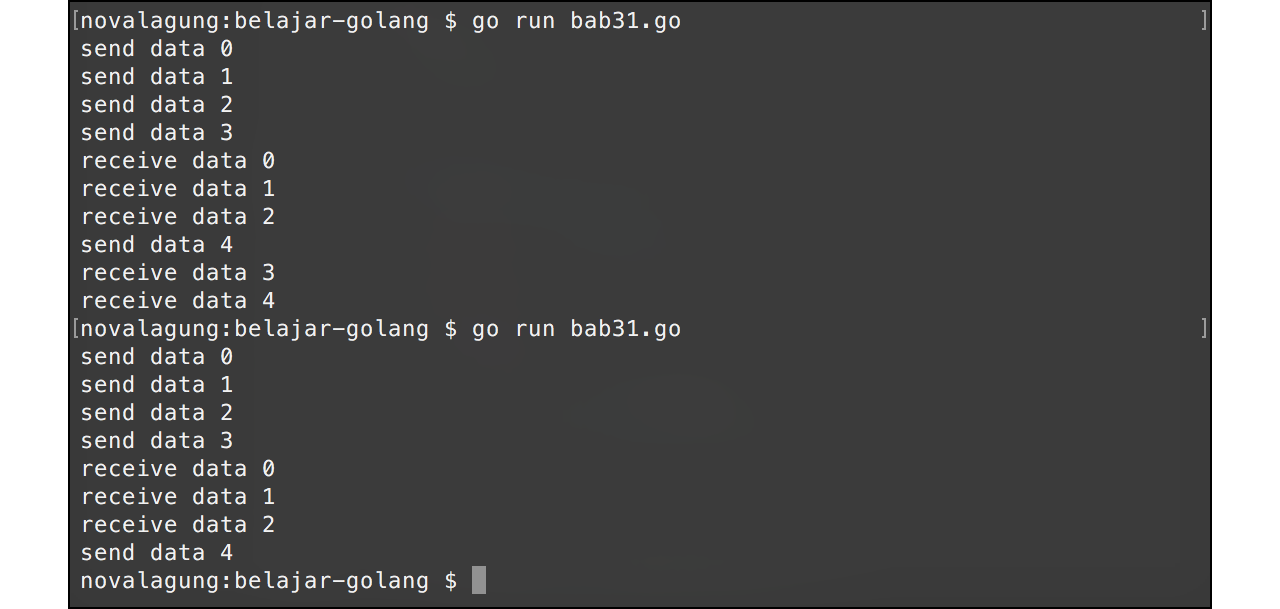 [novalagung:belajar-golang $ go run bab31.go ]
send data 0
send data 1
send data 2
send data 3
receive data 0
receive data 1
receive data 2
send data 4
receive data 3
receive data 4
[novalagung:belajar-golang $ go run bab31.go ]
send data 0
send data 1
send data 2
send data 3
receive data 0
receive data 1
receive data 2
send data 4
novalagung:belajar-golang $